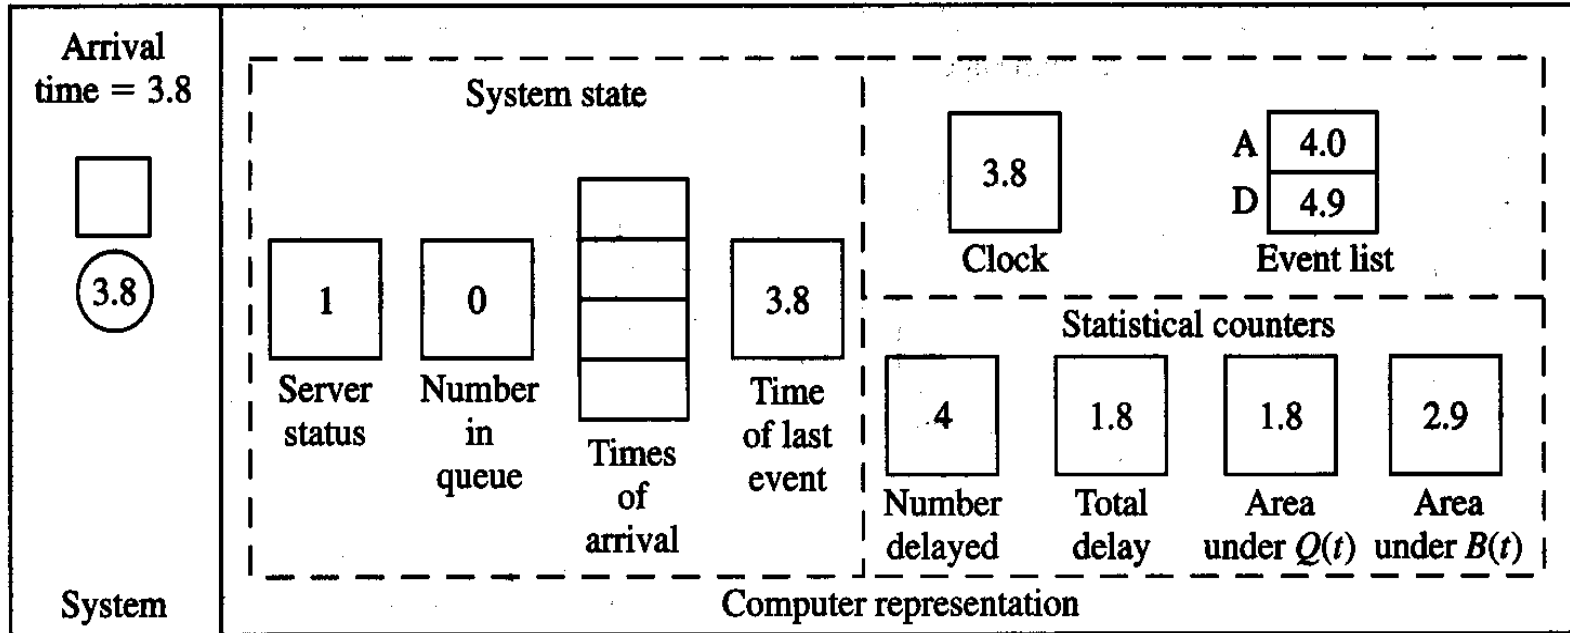 Arrival
time = 3.8
3.8
System
System state
1
Server
status
0
Number
in
queue
Times
of
arrival
3.8
Time
of last
event
3.8
Clock
A 4.0
D 4.9
Event list
Statistical counters
4
Number
delayed
1.8
Total
delay
1.8
Area
under Q(t)
2.9
Area
under B(t)
Computer representation